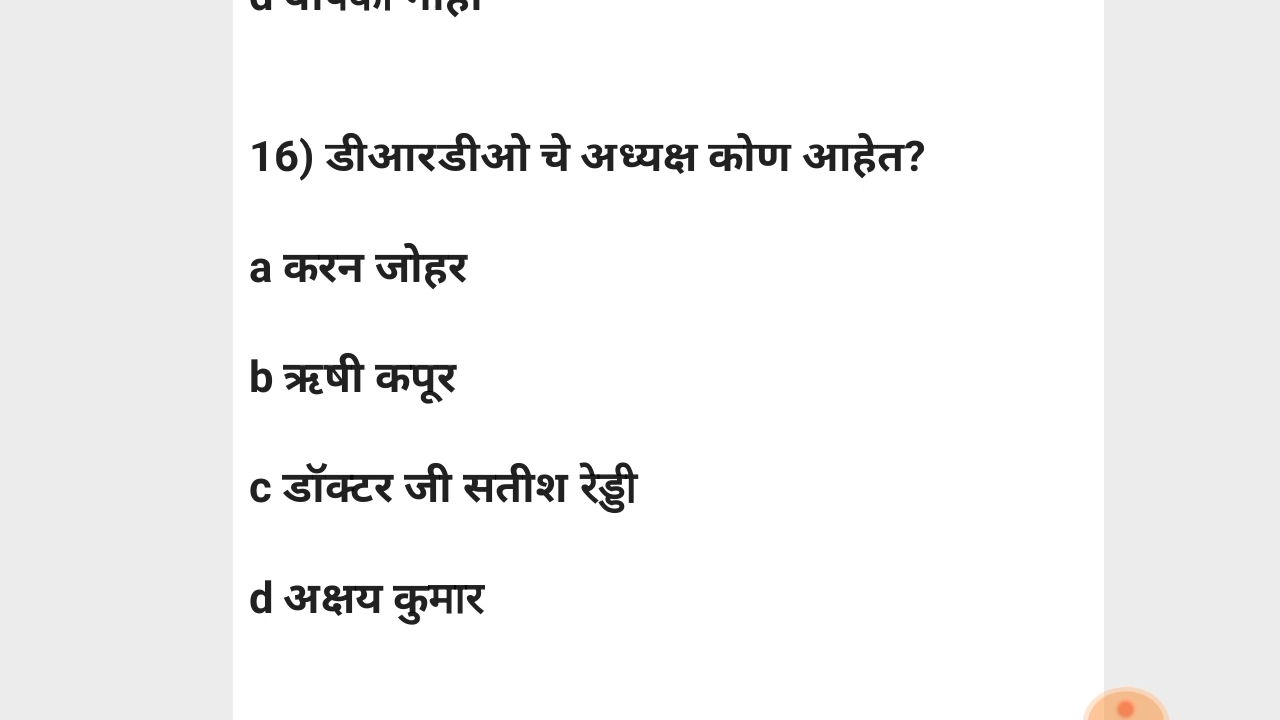 16) डीआरडीओ चे अध्यक्ष कोण आहेत?
a करन जोहर
b ऋषी कपूर
c डॉक्टर जी सतीश रेड्डी
d अक्षय कुमार